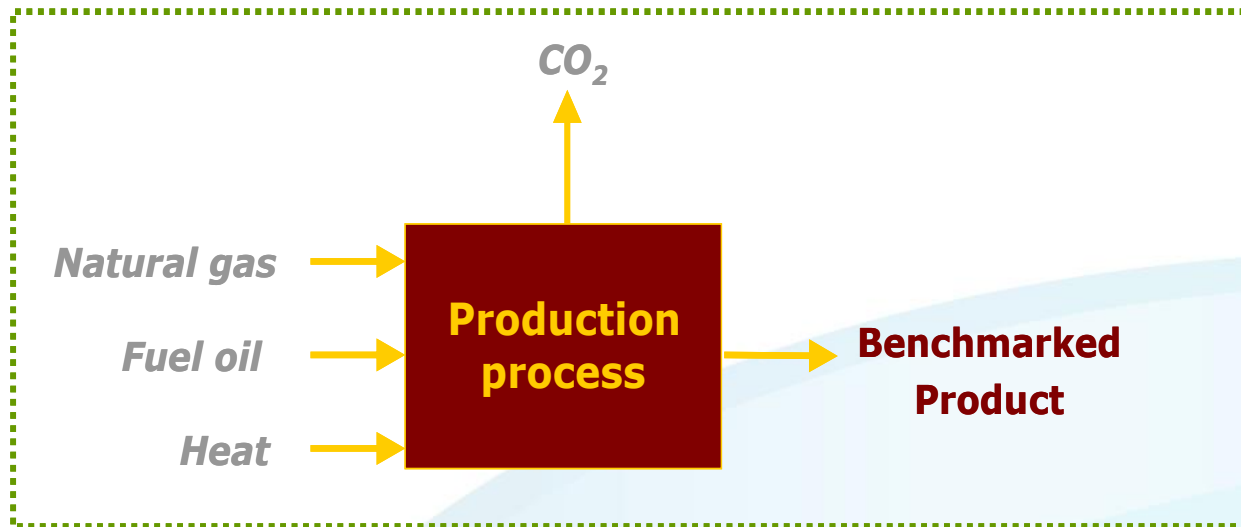 CO₂
Natural gas
Fuel oil
Heat
Production
process
Benchmarked
Product